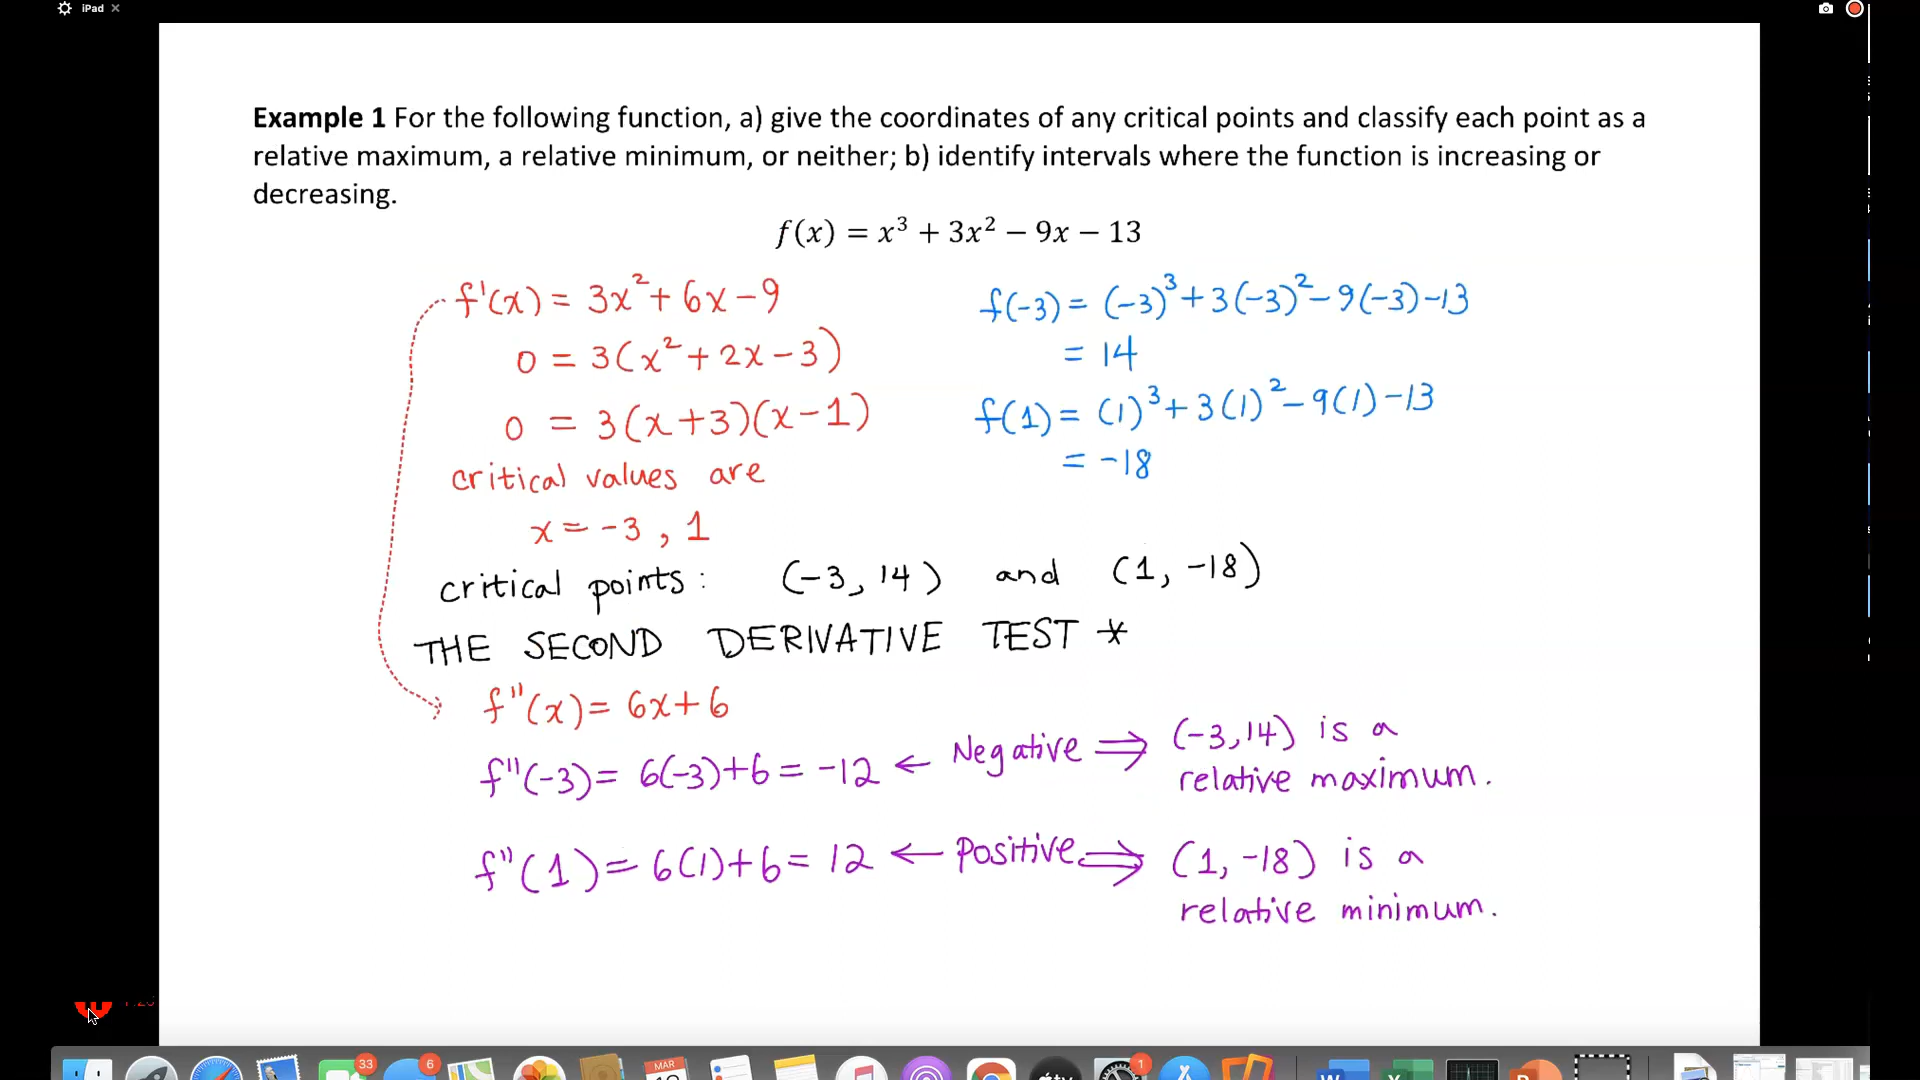 iPad
Example 1 For the following function, a) give the coordinates of any critical points and classify each point as a
relative maximum, a relative minimum, or neither; b) identify intervals where the function is increasing or
decreasing.
f(x) = x³ + 3x² − 9x − 13
f'(x) = 3x² + 6x − 9
0 = 3(x² + 2x − 3)
0 = 3(x+3)(x−1)
critical values are
x = −3, 1
f(−3) = (−3)³ + 3(−3)² − 9(−3) − 13
= 14
f(1) = (1)³ + 3(1)² − 9(1) − 13
= −18
critical points: (−3, 14) and (1, −18)
THE SECOND DERIVATIVE TEST *
f"(x) = 6x + 6
f"(−3) = 6(−3)+6 = −12 ← Negative ⇒ (−3, 14) is a
relative maximum.
f"(1) = 6(1)+6 = 12 ← Positive ⇒ (1, −18) is a
relative minimum.
33
6
MAR
1